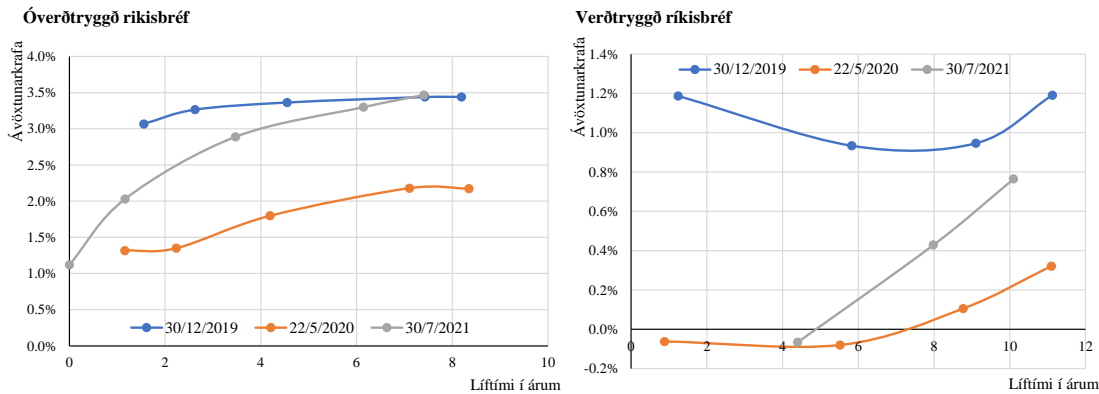 Óverðtryggð rikisbréf
Ávöxtunarkrafa
4.0%
3.5%
3.0%
2.5%
2.0%
1.5%
1.0%
0.5%
0.0%
30/12/2019 22/5/2020 30/7/2021
0 2 4 6 8 10
Líftími í árum
Verðtryggð ríkisbréf
Ávöxtunarkrafa
1.4%
1.2%
1.0%
0.8%
0.6%
0.4%
0.2%
0.0%
-0.2%
30/12/2019 22/5/2020 30/7/2021
0 2 4 6 8 10 12
Líftími í árum